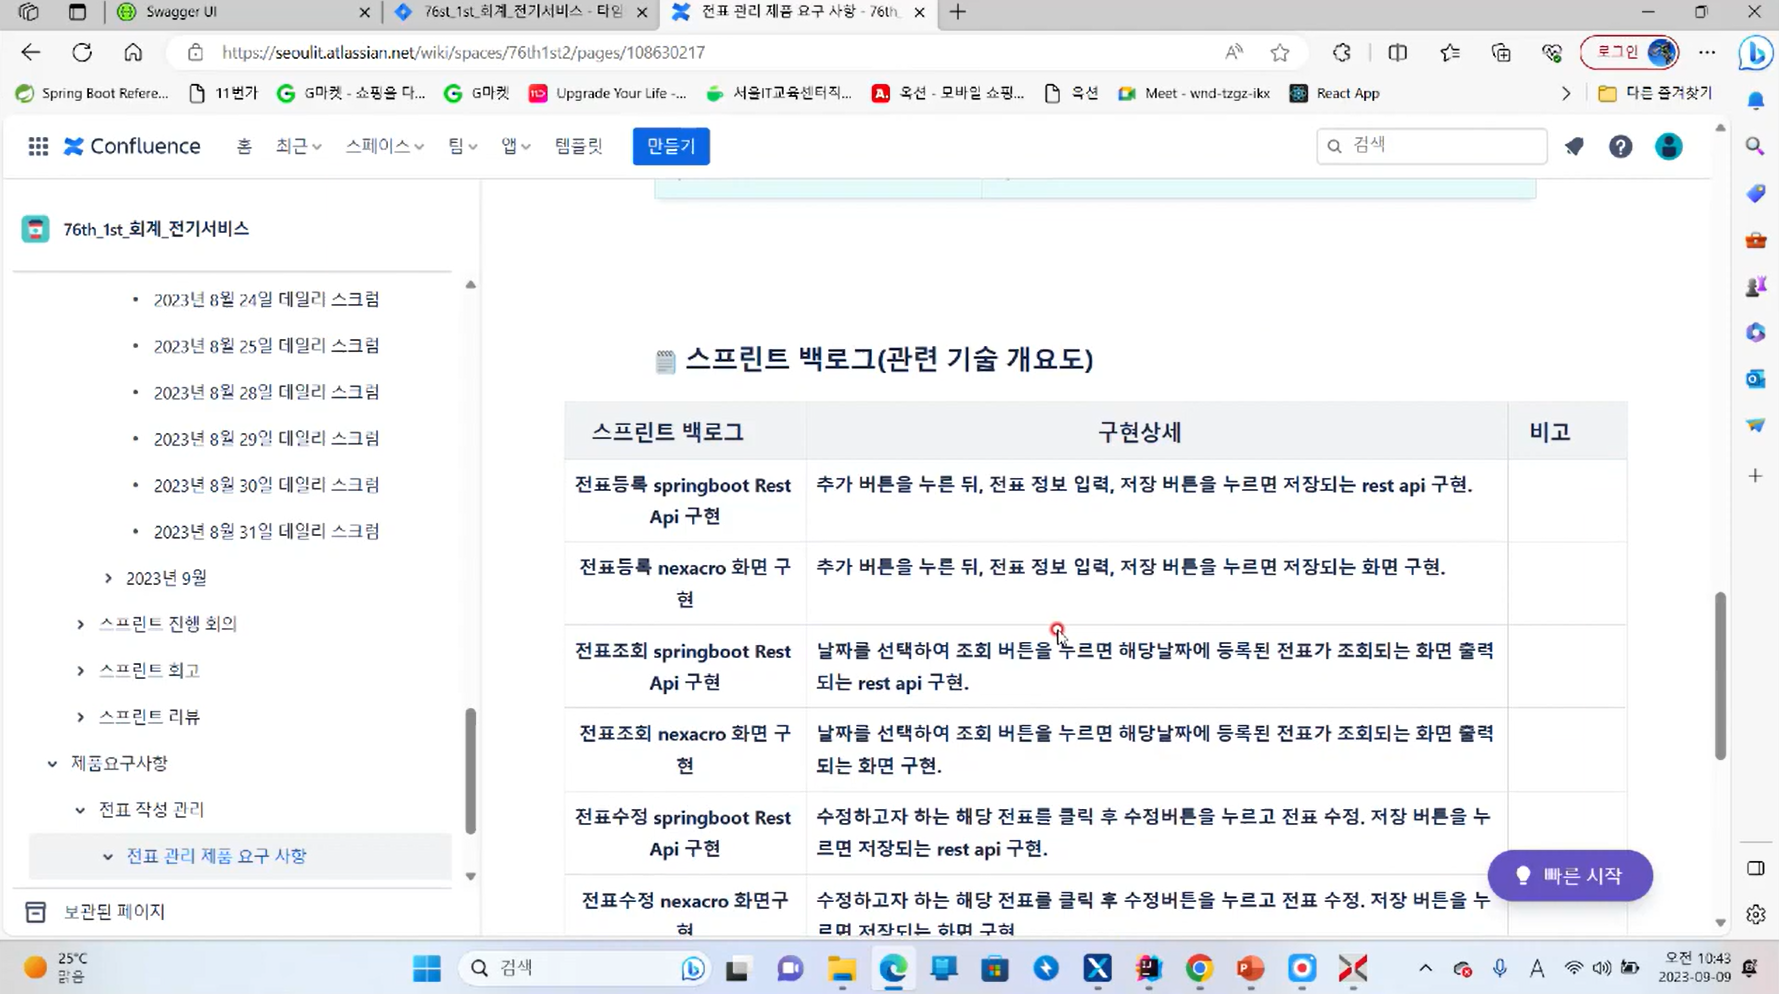 Swagger UI
76st_1st_회계_전기서비스 - 타임
전표 관리 제품 요구 사항 - 76th_
https://seoulit.atlassian.net/wiki/spaces/76th1st2/pages/108630217
로그인
Spring Boot Refere...
11번가
G마켓 - 쇼핑을 다...
G마켓
Upgrade Your Life -...
서울IT교육센터직...
옥션 - 모바일 쇼핑...
옥션
Meet - wnd-tzgz-ikx
React App
다른 즐겨찾기
Confluence
홈
최근
스페이스
팀
앱
템플릿
만들기
검색
76th_1st_회계_전기서비스
2023년 8월 24일 데일리 스크럼
2023년 8월 25일 데일리 스크럼
2023년 8월 28일 데일리 스크럼
2023년 8월 29일 데일리 스크럼
2023년 8월 30일 데일리 스크럼
2023년 8월 31일 데일리 스크럼
2023년 9월
스프린트 진행 회의
스프린트 회고
스프린트 리뷰
제품요구사항
전표 작성 관리
전표 관리 제품 요구 사항
보관된 페이지
스프린트 백로그(관련 기술 개요도)
스프린트 백로그
구현상세
비고
전표등록 springboot Rest
Api 구현
추가 버튼을 누른 뒤, 전표 정보 입력, 저장 버튼을 누르면 저장되는 rest api 구현.
전표등록 nexacro 화면 구
현
추가 버튼을 누른 뒤, 전표 정보 입력, 저장 버튼을 누르면 저장되는 화면 구현.
전표조회 springboot Rest
Api 구현
날짜를 선택하여 조회 버튼을 누르면 해당날짜에 등록된 전표가 조회되는 화면 출력
되는 rest api 구현.
전표조회 nexacro 화면 구
현
날짜를 선택하여 조회 버튼을 누르면 해당날짜에 등록된 전표가 조회되는 화면 출력
되는 화면 구현.
전표수정 springboot Rest
Api 구현
수정하고자 하는 해당 전표를 클릭 후 수정버튼을 누르고 전표 수정. 저장 버튼을 누
르면 저장되는 rest api 구현.
전표수정 nexacro 화면구
현
수정하고자 하는 해당 전표를 클릭 후 수정버튼을 누르고 전표 수정. 저장 버튼을 누
르면 저장되는 화면 구현
빠른 시작
25°C
맑음
검색
A
오전 10:43
2023-09-09